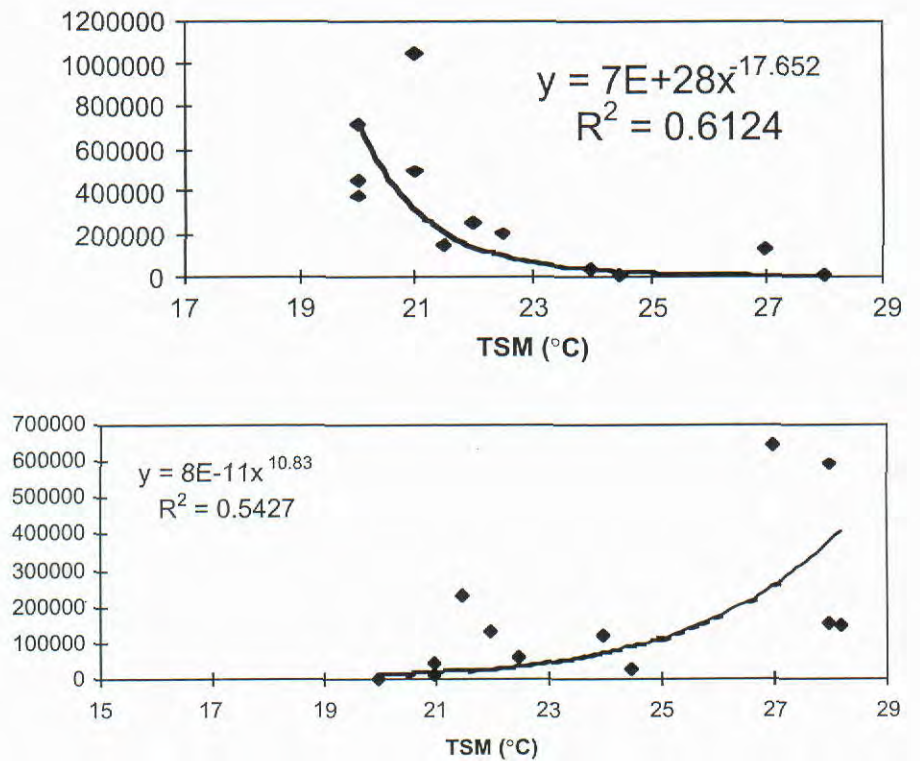 1200000
1000000
800000
600000
400000
200000
0
y = 7E+28x^-17.652
R² = 0.6124
17 19 21 23 25 27 29
TSM (°C)
700000
600000
500000
400000
300000
200000
100000
0
y = 8E-11x^10.83
R² = 0.5427
15 17 19 21 23 25 27 29
TSM (°C)